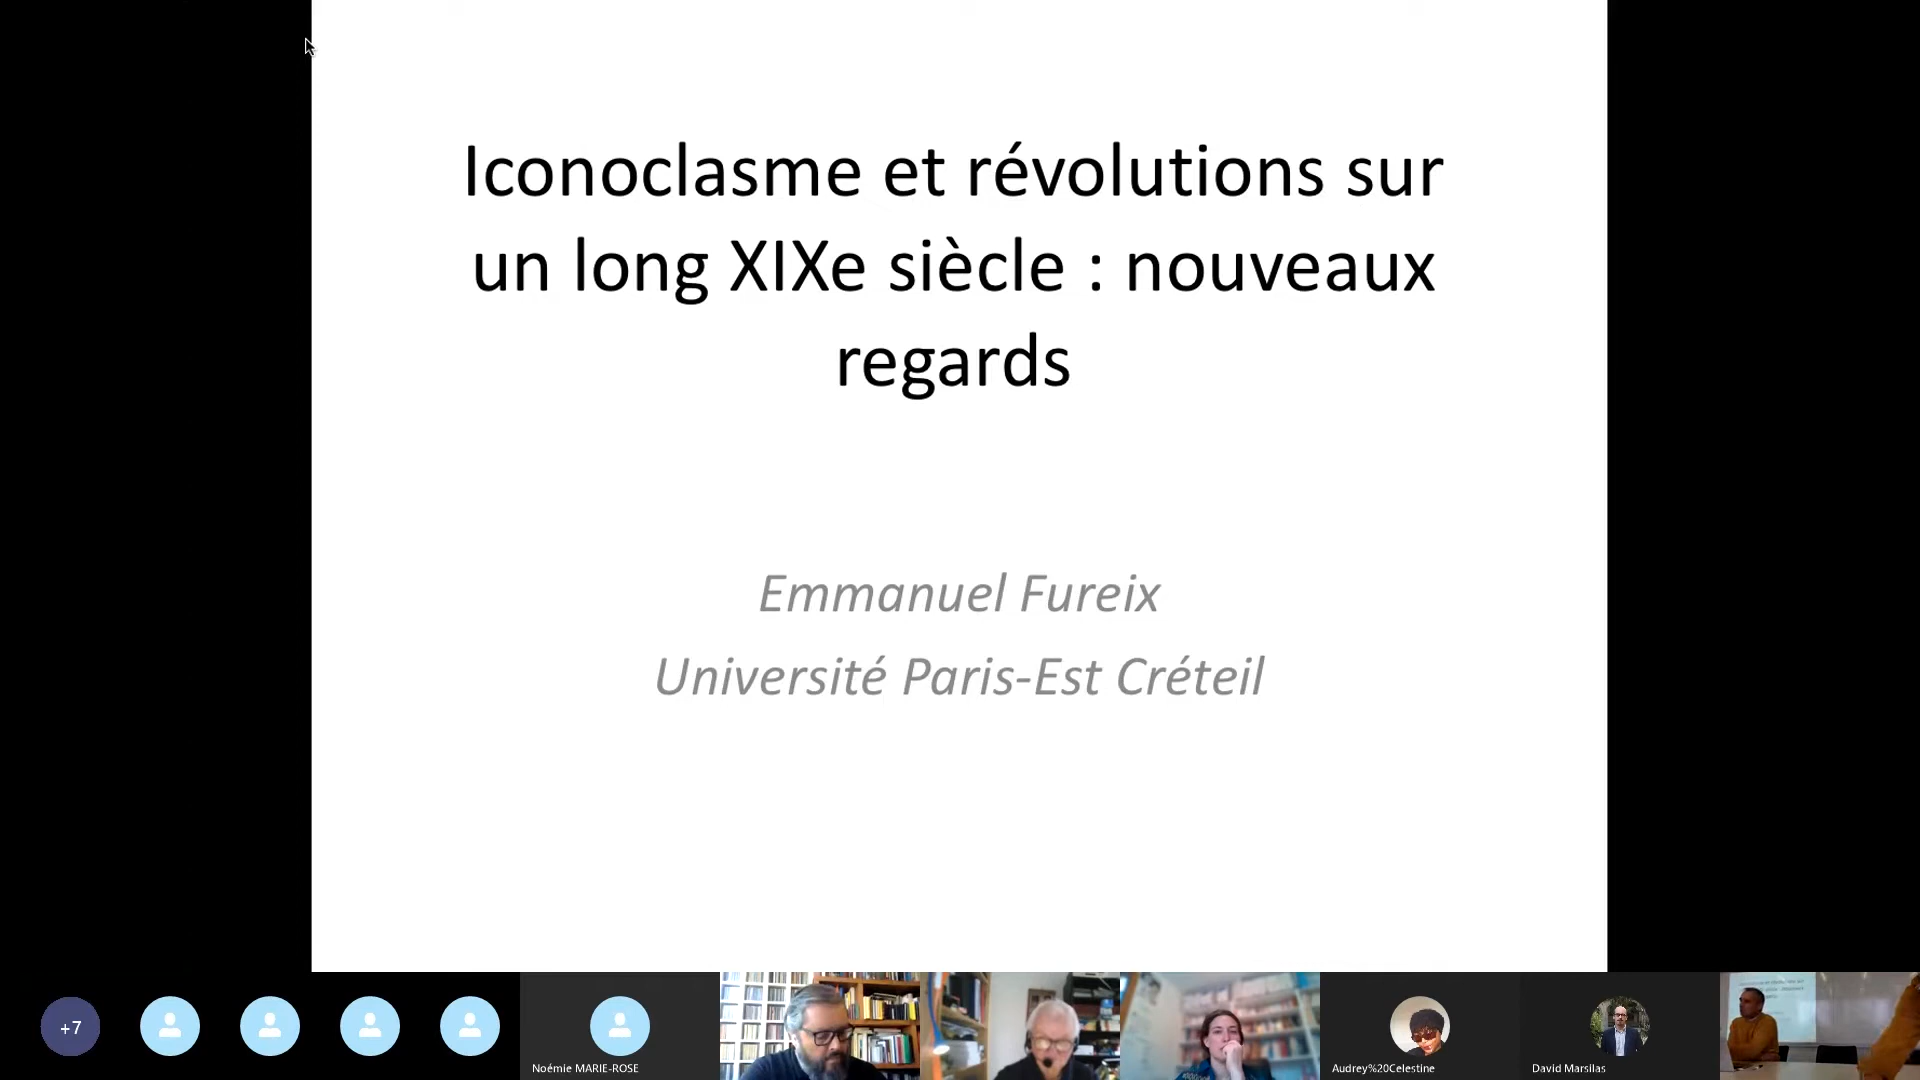 Iconoclasme et révolutions sur
un long XIXe siècle : nouveaux
regards
Emmanuel Fureix
Université Paris-Est Créteil
+7
Noémie MARIE-ROSE
Audrey%20Celestine
David Marsilas